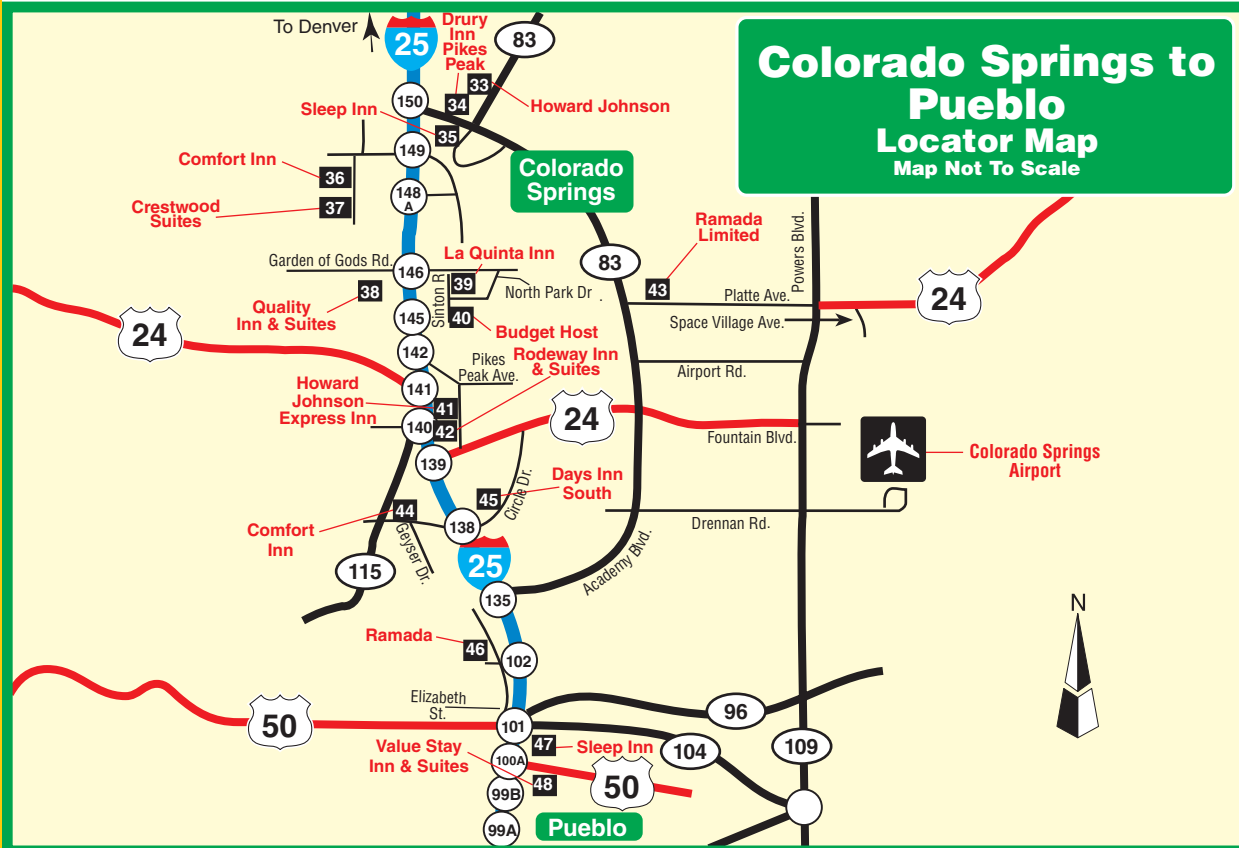 To Denver
25
Drury
Inn
Pikes
Peak
83
Colorado Springs to
Pueblo
Locator Map
Map Not To Scale
33
34
Howard Johnson
150
Sleep Inn
35
149
Comfort Inn
36
Colorado
Springs
148
A
Crestwood
Suites
37
Ramada
Limited
Powers Blvd.
Garden of Gods Rd.
La Quinta Inn
83
146
39
38
Sinton R
North Park Dr
43
Platte Ave.
24
Quality
Inn & Suites
145
40
Space Village Ave.
24
Budget Host
142
Rodeway Inn
& Suites
Pikes
Peak Ave.
Airport Rd.
141
Howard
Johnson
Express Inn
41
24
140
42
Fountain Blvd.
139
Colorado Springs
Airport
Days Inn
South
45
Circle Dr.
44
138
Drennan Rd.
Comfort
Inn
Geyser Dr.
115
25
Academy Blvd.
135
N
Ramada
46
102
Elizabeth
St.
50
101
96
Value Stay
Inn & Suites
47
Sleep Inn
104
109
100A
48
50
99B
99A
Pueblo